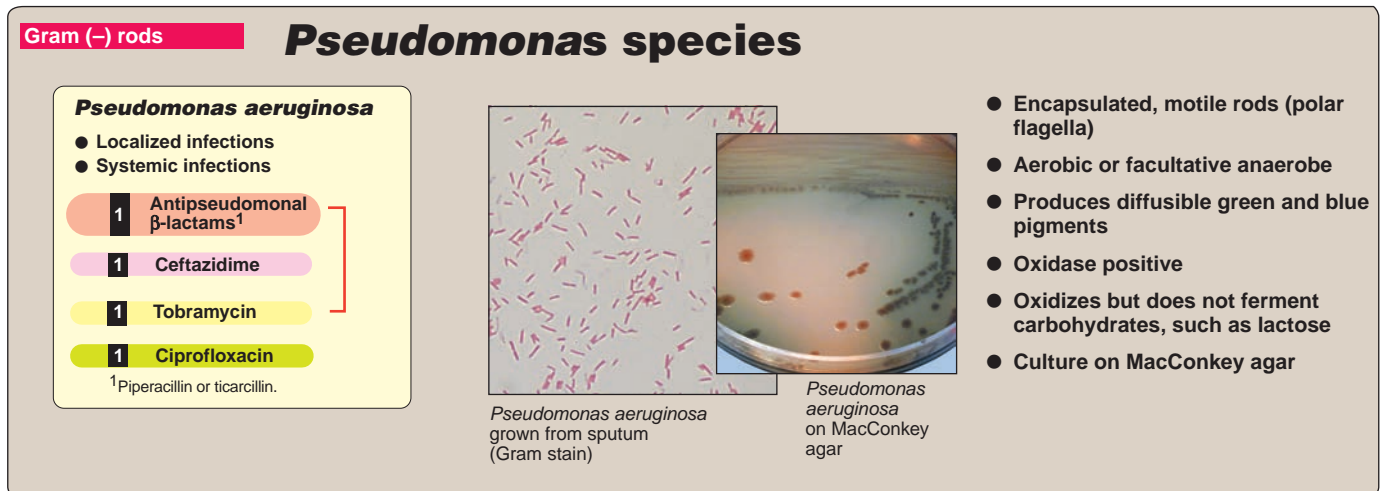 Gram (–) rods
Pseudomonas species
Pseudomonas aeruginosa
● Localized infections
● Systemic infections
1 Antipseudomonal
β-lactams1
1 Ceftazidime
1 Tobramycin
1 Ciprofloxacin
1Piperacillin or ticarcillin.
Pseudomonas aeruginosa
grown from sputum
(Gram stain)
Pseudomonas
aeruginosa
on MacConkey
agar
● Encapsulated, motile rods (polar
flagella)
● Aerobic or facultative anaerobe
● Produces diffusible green and blue
pigments
● Oxidase positive
● Oxidizes but does not ferment
carbohydrates, such as lactose
● Culture on MacConkey agar